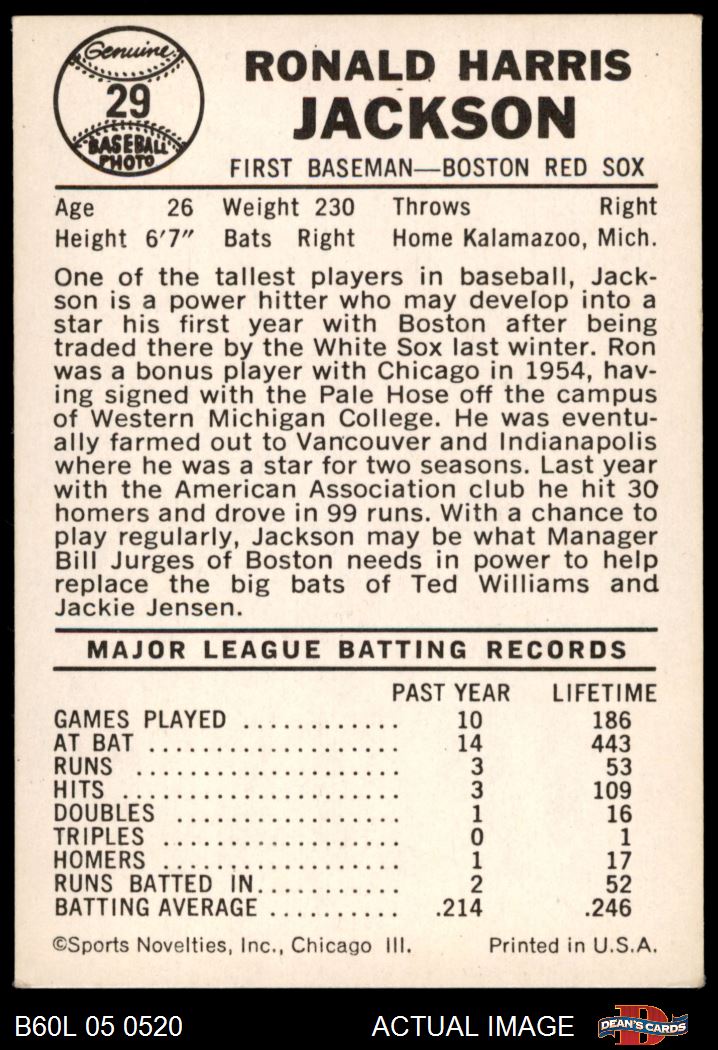 Genuine
29
BASEBALL
PHOTO
RONALD HARRIS
JACKSON
FIRST BASEMAN—BOSTON RED SOX
Age 26 Weight 230 Throws Right
Height 6'7" Bats Right Home Kalamazoo, Mich.
One of the tallest players in baseball, Jack-
son is a power hitter who may develop into a
star his first year with Boston after being
traded there by the White Sox last winter. Ron
was a bonus player with Chicago in 1954, hav-
ing signed with the Pale Hose off the campus
of Western Michigan College. He was eventu-
ally farmed out to Vancouver and Indianapolis
where he was a star for two seasons. Last year
with the American Association club he hit 30
homers and drove in 99 runs. With a chance to
play regularly, Jackson may be what Manager
Bill Jurges of Boston needs in power to help
replace the big bats of Ted Williams and
Jackie Jensen.
MAJOR LEAGUE BATTING RECORDS
PAST YEAR LIFETIME
GAMES PLAYED ............ 10 186
AT BAT .................. 14 443
RUNS ................... 3 53
HITS .................... 3 109
DOUBLES ................ 1 16
TRIPLES ................. 0 1
HOMERS ................. 1 17
RUNS BATTED IN........... 2 52
BATTING AVERAGE .......... .214 .246
©Sports Novelties, Inc., Chicago Ill. Printed in U.S.A.
B60L 05 0520 ACTUAL IMAGE DEAN'S CARDS